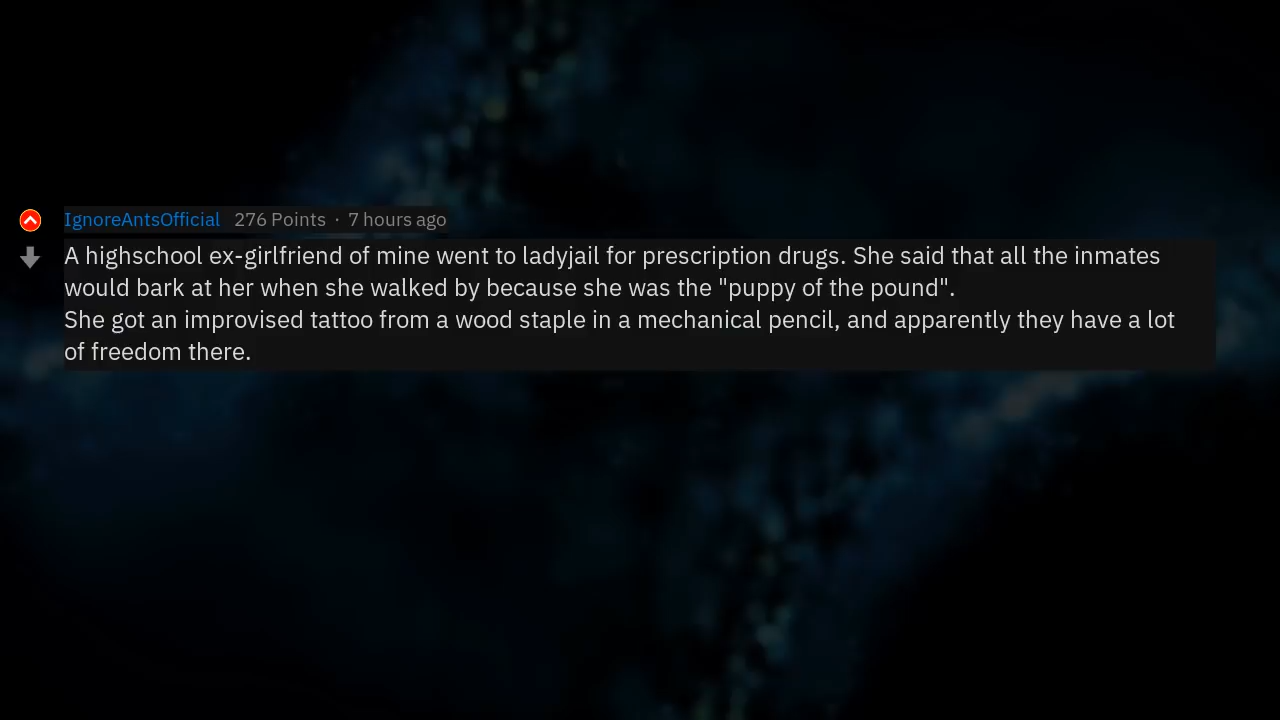 IgnoreAntsOfficial 276 Points · 7 hours ago
A highschool ex-girlfriend of mine went to ladyjail for prescription drugs. She said that all the inmates
would bark at her when she walked by because she was the "puppy of the pound".
She got an improvised tattoo from a wood staple in a mechanical pencil, and apparently they have a lot
of freedom there.